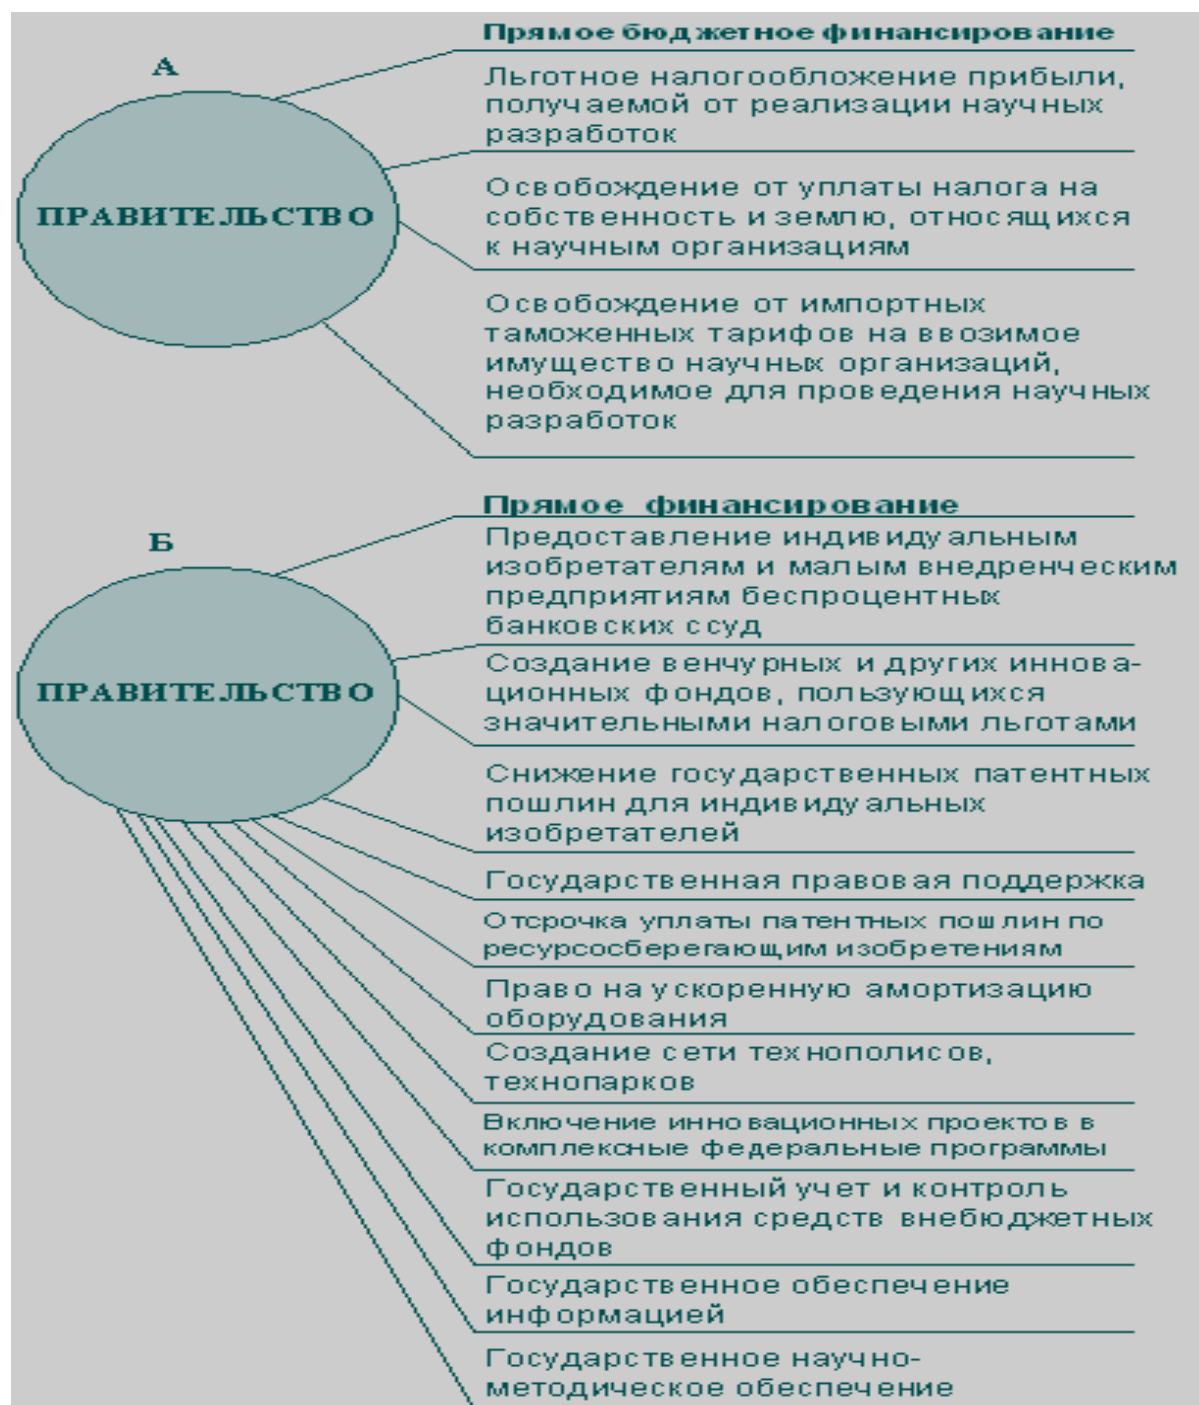 А
ПРАВИТЕЛЬСТВО
Прямое бюджетное финансирование
Льготное налогообложение прибыли,
получаемой от реализации научных
разработок
Освобождение от уплаты налога на
собственность и землю, относящихся
к научным организациям
Освобождение от импортных
таможенных тарифов на ввозимое
имущество научных организаций,
необходимое для проведения научных
разработок
Б
ПРАВИТЕЛЬСТВО
Прямое финансирование
Предоставление индивидуальным
изобретателям и малым внедренческим
предприятиям беспроцентных
банковских ссуд
Создание венчурных и других иннова-
ционных фондов, пользующихся
значительными налоговыми льготами
Снижение государственных патентных
пошлин для индивидуальных
изобретателей
Государственная правовая поддержка
Отсрочка уплаты патентных пошлин по
ресурсосберегающим изобретениям
Право на ускоренную амортизацию
оборудования
Создание сети технополисов,
технопарков
Включение инновационных проектов в
комплексные федеральные программы
Государственный учет и контроль
использования средств внебюджетных
фондов
Государственное обеспечение
информацией
Государственное научно-
методическое обеспечение